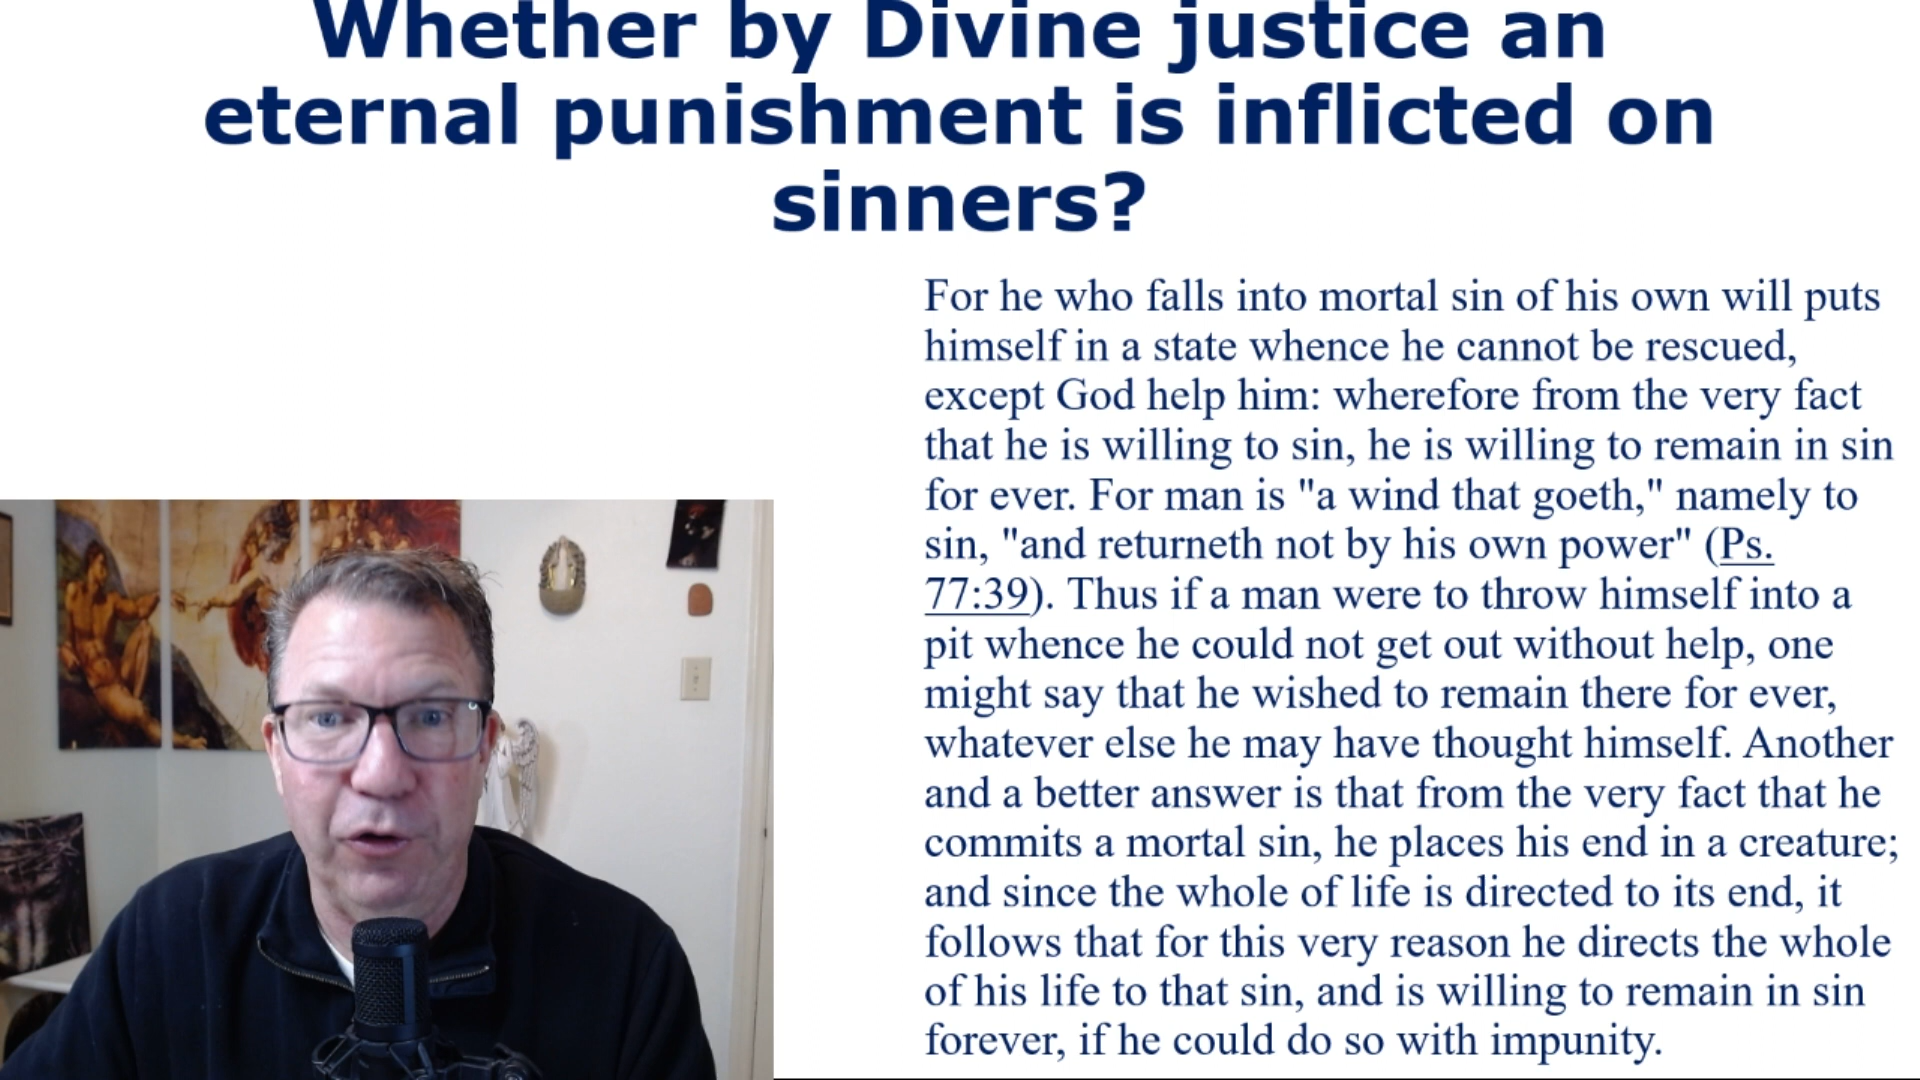 Whether by Divine justice an
eternal punishment is inflicted on
sinners?
For he who falls into mortal sin of his own will puts
himself in a state whence he cannot be rescued,
except God help him: wherefore from the very fact
that he is willing to sin, he is willing to remain in sin
for ever. For man is "a wind that goeth," namely to
sin, "and returneth not by his own power" (Ps.
77:39). Thus if a man were to throw himself into a
pit whence he could not get out without help, one
might say that he wished to remain there for ever,
whatever else he may have thought himself. Another
and a better answer is that from the very fact that he
commits a mortal sin, he places his end in a creature;
and since the whole of life is directed to its end, it
follows that for this very reason he directs the whole
of his life to that sin, and is willing to remain in sin
forever, if he could do so with impunity.